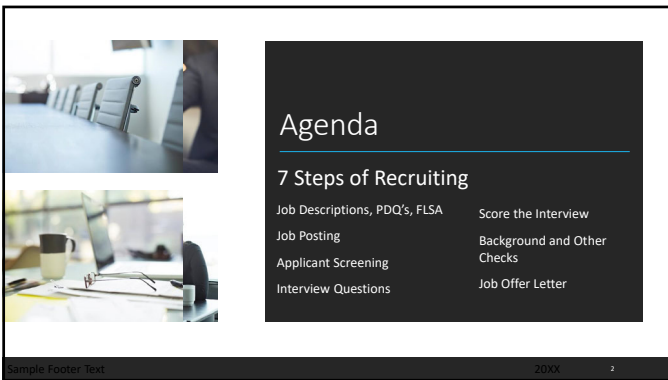 Agenda
7 Steps of Recruiting
Job Descriptions, PDQ's, FLSA
Job Posting
Applicant Screening
Interview Questions
Score the Interview
Background and Other
Checks
Job Offer Letter
Sample Footer Text
20XX
2